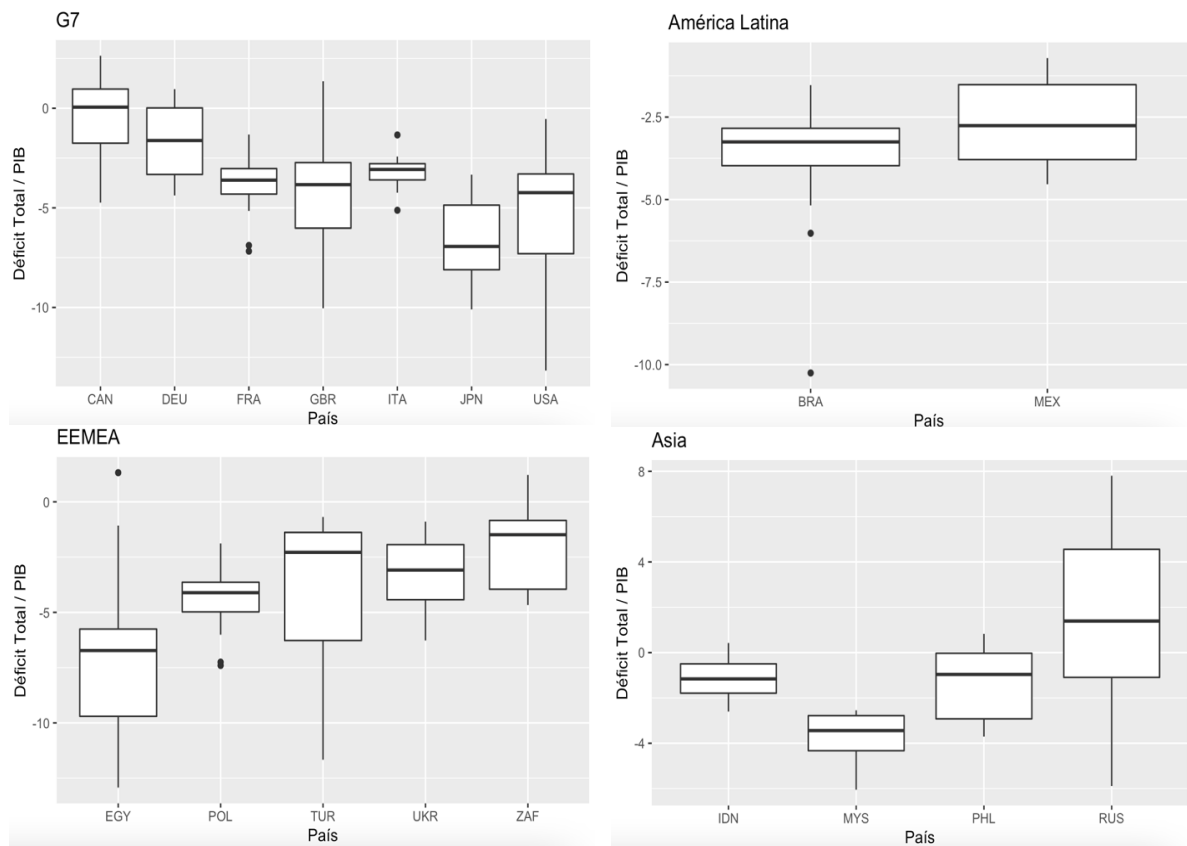 G7
Déficit Total / PIB
0
-5
-10
CAN DEU FRA GBR ITA JPN USA
País
América Latina
Déficit Total / PIB
-2.5
-5.0
-7.5
-10.0
BRA MEX
País
EEMEA
Déficit Total / PIB
0
-5
-10
EGY POL TUR UKR ZAF
País
Asia
Déficit Total / PIB
8
4
0
-4
IDN MYS PHL RUS
País